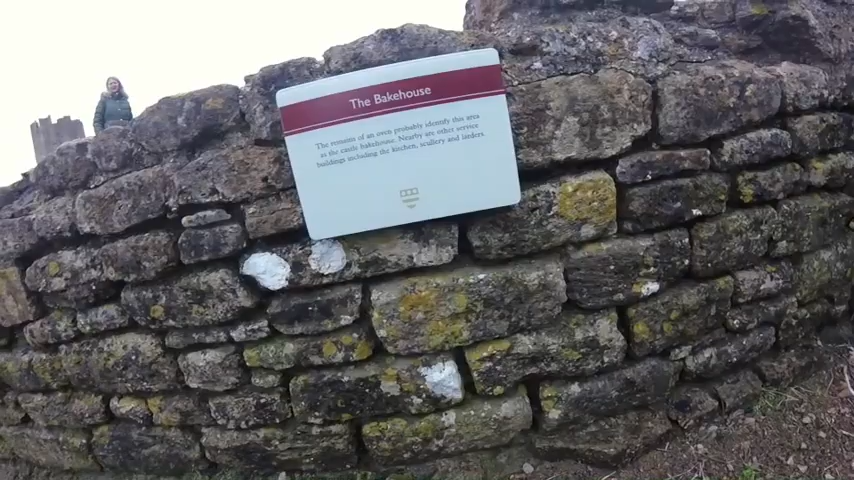 The Bakehouse
The remains of an oven probably identify this area
as the castle bakehouse. Nearby are other service
buildings including the kitchen, scullery and larders.